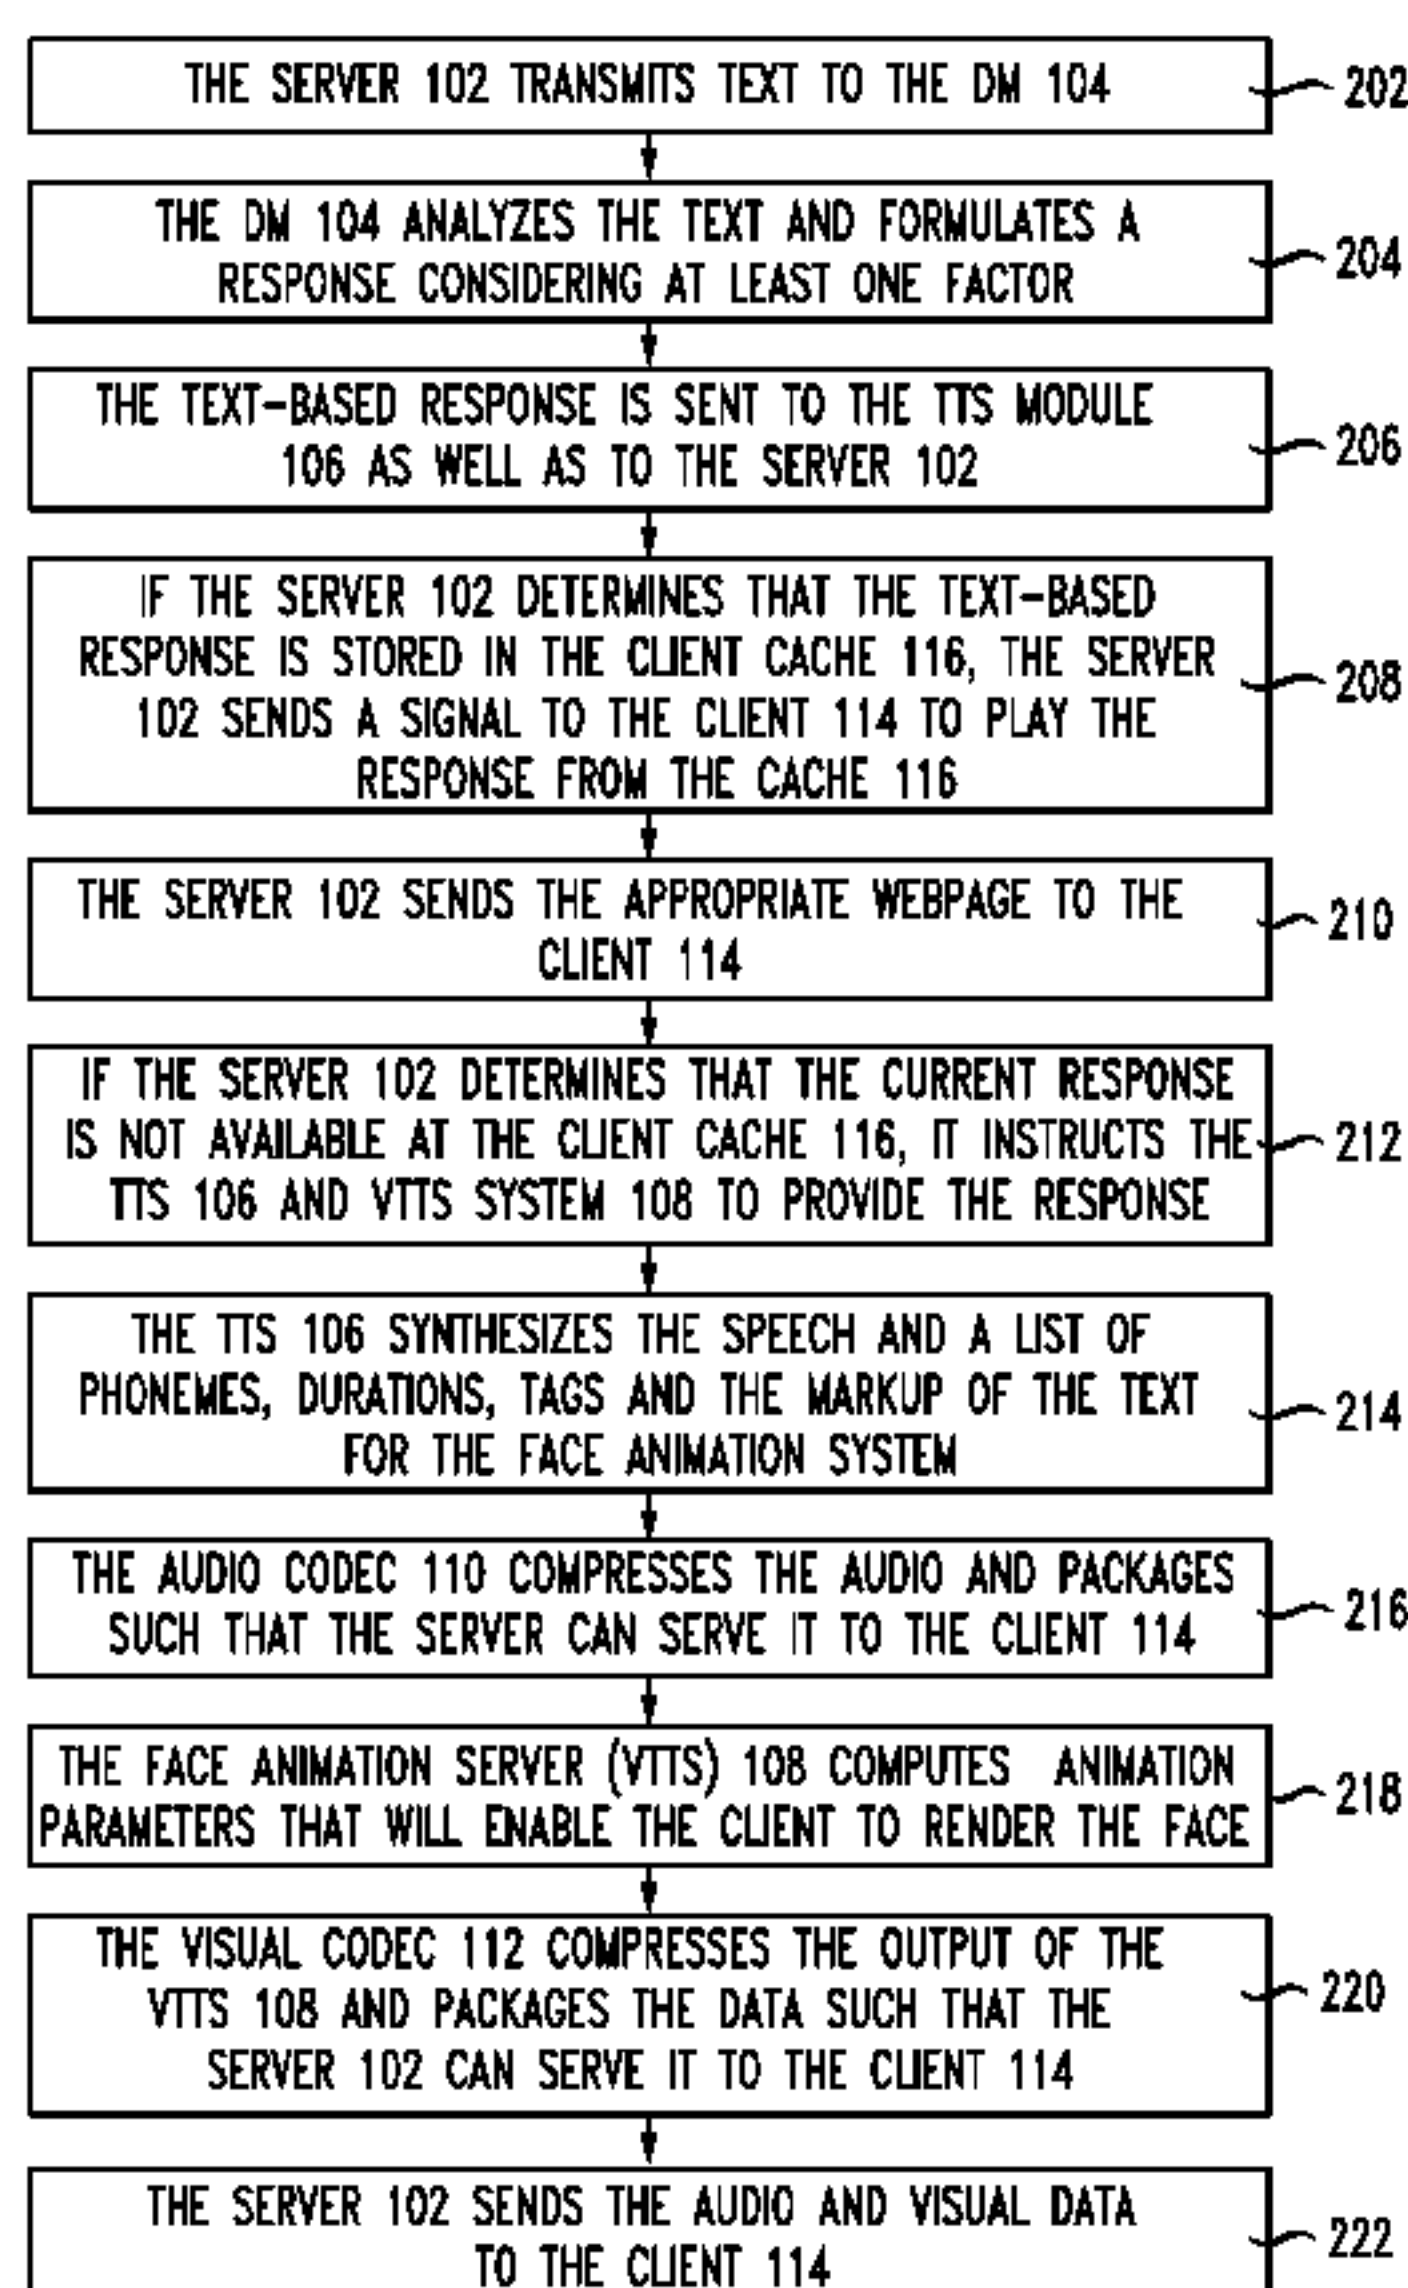 THE SERVER 102 TRANSMITS TEXT TO THE DM 104
202
THE DM 104 ANALYZES THE TEXT AND FORMULATES A
RESPONSE CONSIDERING AT LEAST ONE FACTOR
204
THE TEXT-BASED RESPONSE IS SENT TO THE TTS MODULE
106 AS WELL AS TO THE SERVER 102
206
IF THE SERVER 102 DETERMINES THAT THE TEXT-BASED
RESPONSE IS STORED IN THE CLIENT CACHE 116, THE SERVER
102 SENDS A SIGNAL TO THE CLIENT 114 TO PLAY THE
RESPONSE FROM THE CACHE 116
208
THE SERVER 102 SENDS THE APPROPRIATE WEBPAGE TO THE
CLIENT 114
210
IF THE SERVER 102 DETERMINES THAT THE CURRENT RESPONSE
IS NOT AVAILABLE AT THE CLIENT CACHE 116, IT INSTRUCTS THE
TTS 106 AND VTTS SYSTEM 108 TO PROVIDE THE RESPONSE
212
THE TTS 106 SYNTHESIZES THE SPEECH AND A LIST OF
PHONEMES, DURATIONS, TAGS AND THE MARKUP OF THE TEXT
FOR THE FACE ANIMATION SYSTEM
214
THE AUDIO CODEC 110 COMPRESSES THE AUDIO AND PACKAGES
SUCH THAT THE SERVER CAN SERVE IT TO THE CLIENT 114
216
THE FACE ANIMATION SERVER (VTTS) 108 COMPUTES ANIMATION
PARAMETERS THAT WILL ENABLE THE CLIENT TO RENDER THE FACE
218
THE VISUAL CODEC 112 COMPRESSES THE OUTPUT OF THE
VTTS 108 AND PACKAGES THE DATA SUCH THAT THE
SERVER 102 CAN SERVE IT TO THE CLIENT 114
220
THE SERVER 102 SENDS THE AUDIO AND VISUAL DATA
TO THE CLIENT 114
222